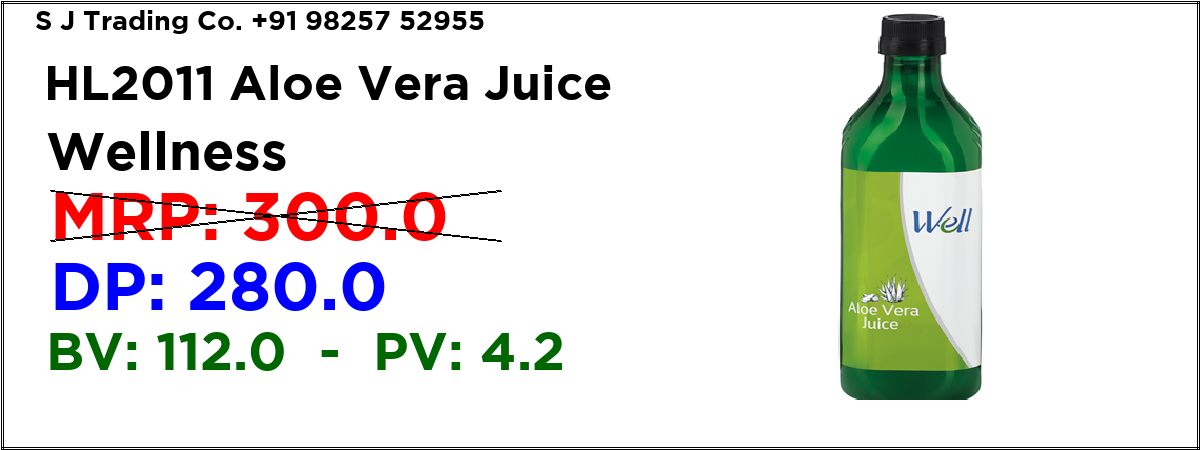 S J Trading Co. +91 98257 52955
HL2011 Aloe Vera Juice
Wellness
MRP: 300.0
DP: 280.0
BV: 112.0 - PV: 4.2
Well
Aloe Vera
Juice